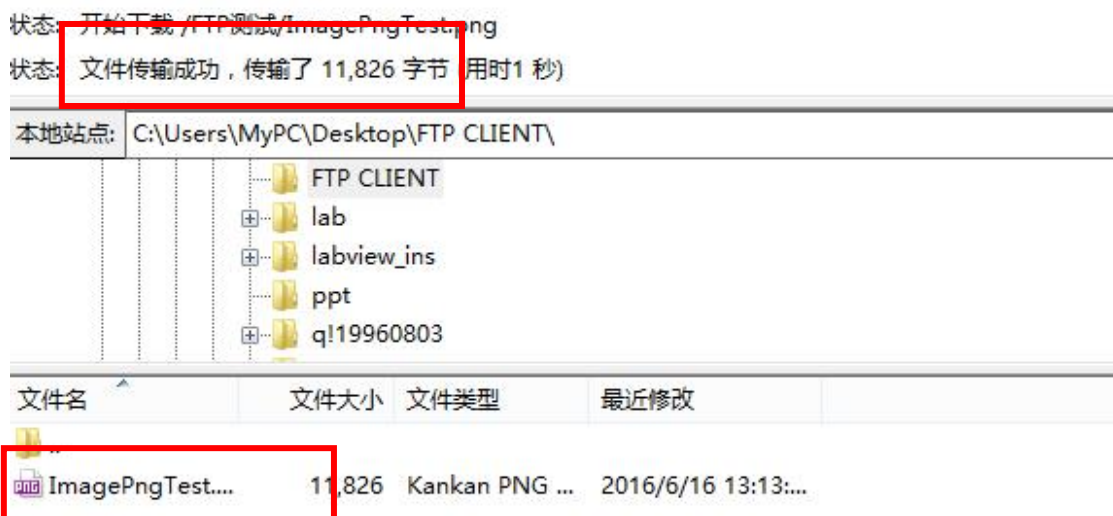 状态: 开始下载 /FTP测试/ImagePngTest.png
状态: 文件传输成功，传输了 11,826 字节 (用时1 秒)
本地站点: C:\Users\MyPC\Desktop\FTP CLIENT\
FTP CLIENT
lab
labview_ins
ppt
q!19960803
文件名 文件大小 文件类型 最近修改
..
ImagePngTest.... 11,826 Kankan PNG ... 2016/6/16 13:13:...